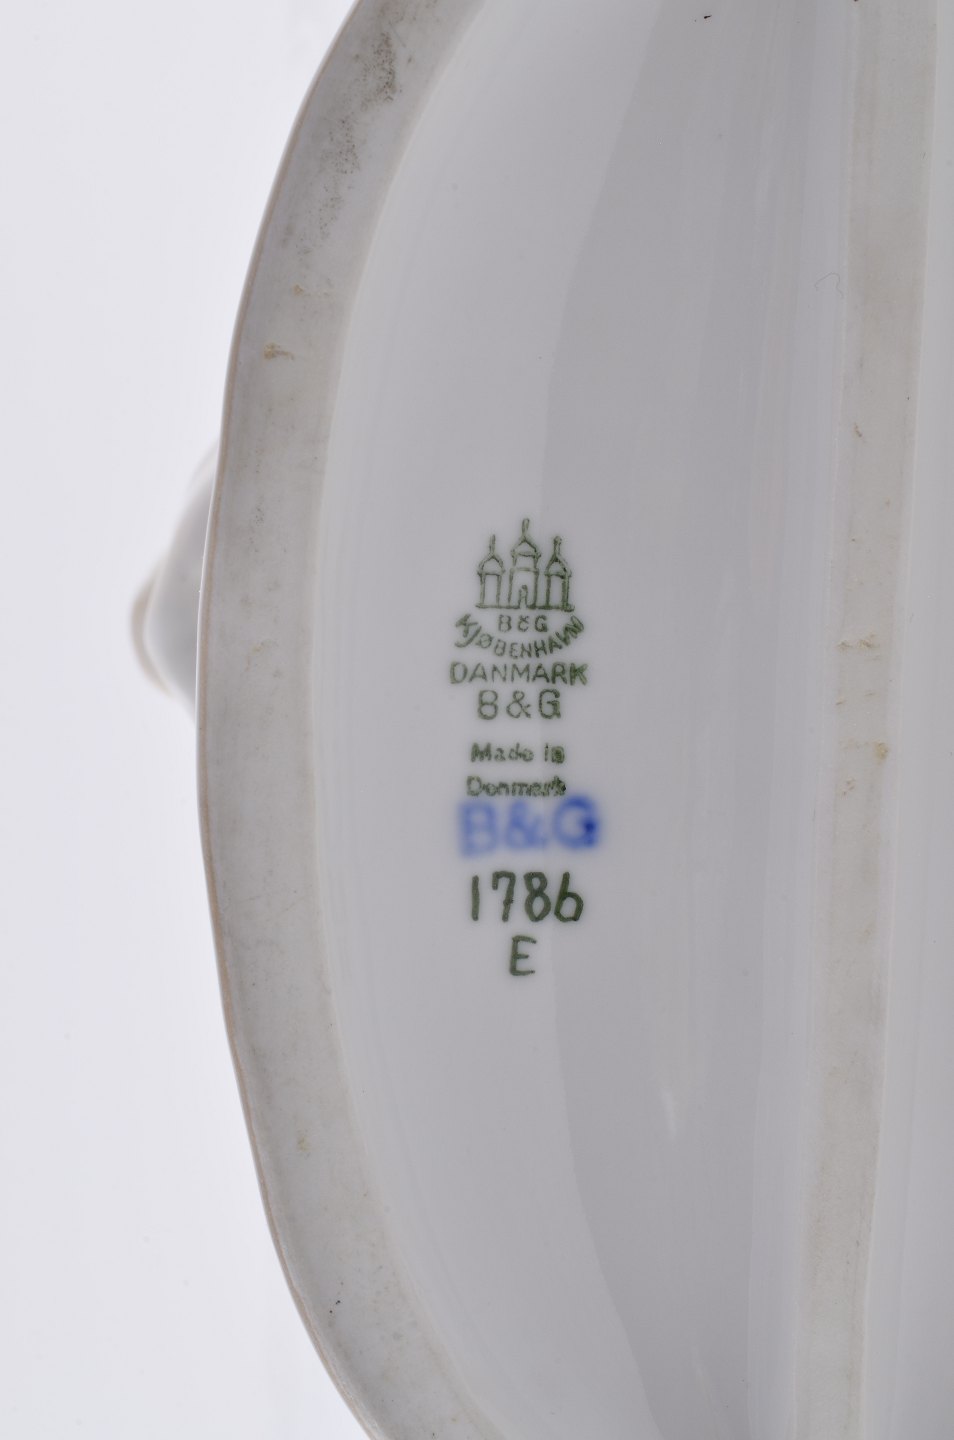 B&G
KJØBENHAVN
DANMARK
B&G
Made in
Denmark
B&G
1786
E